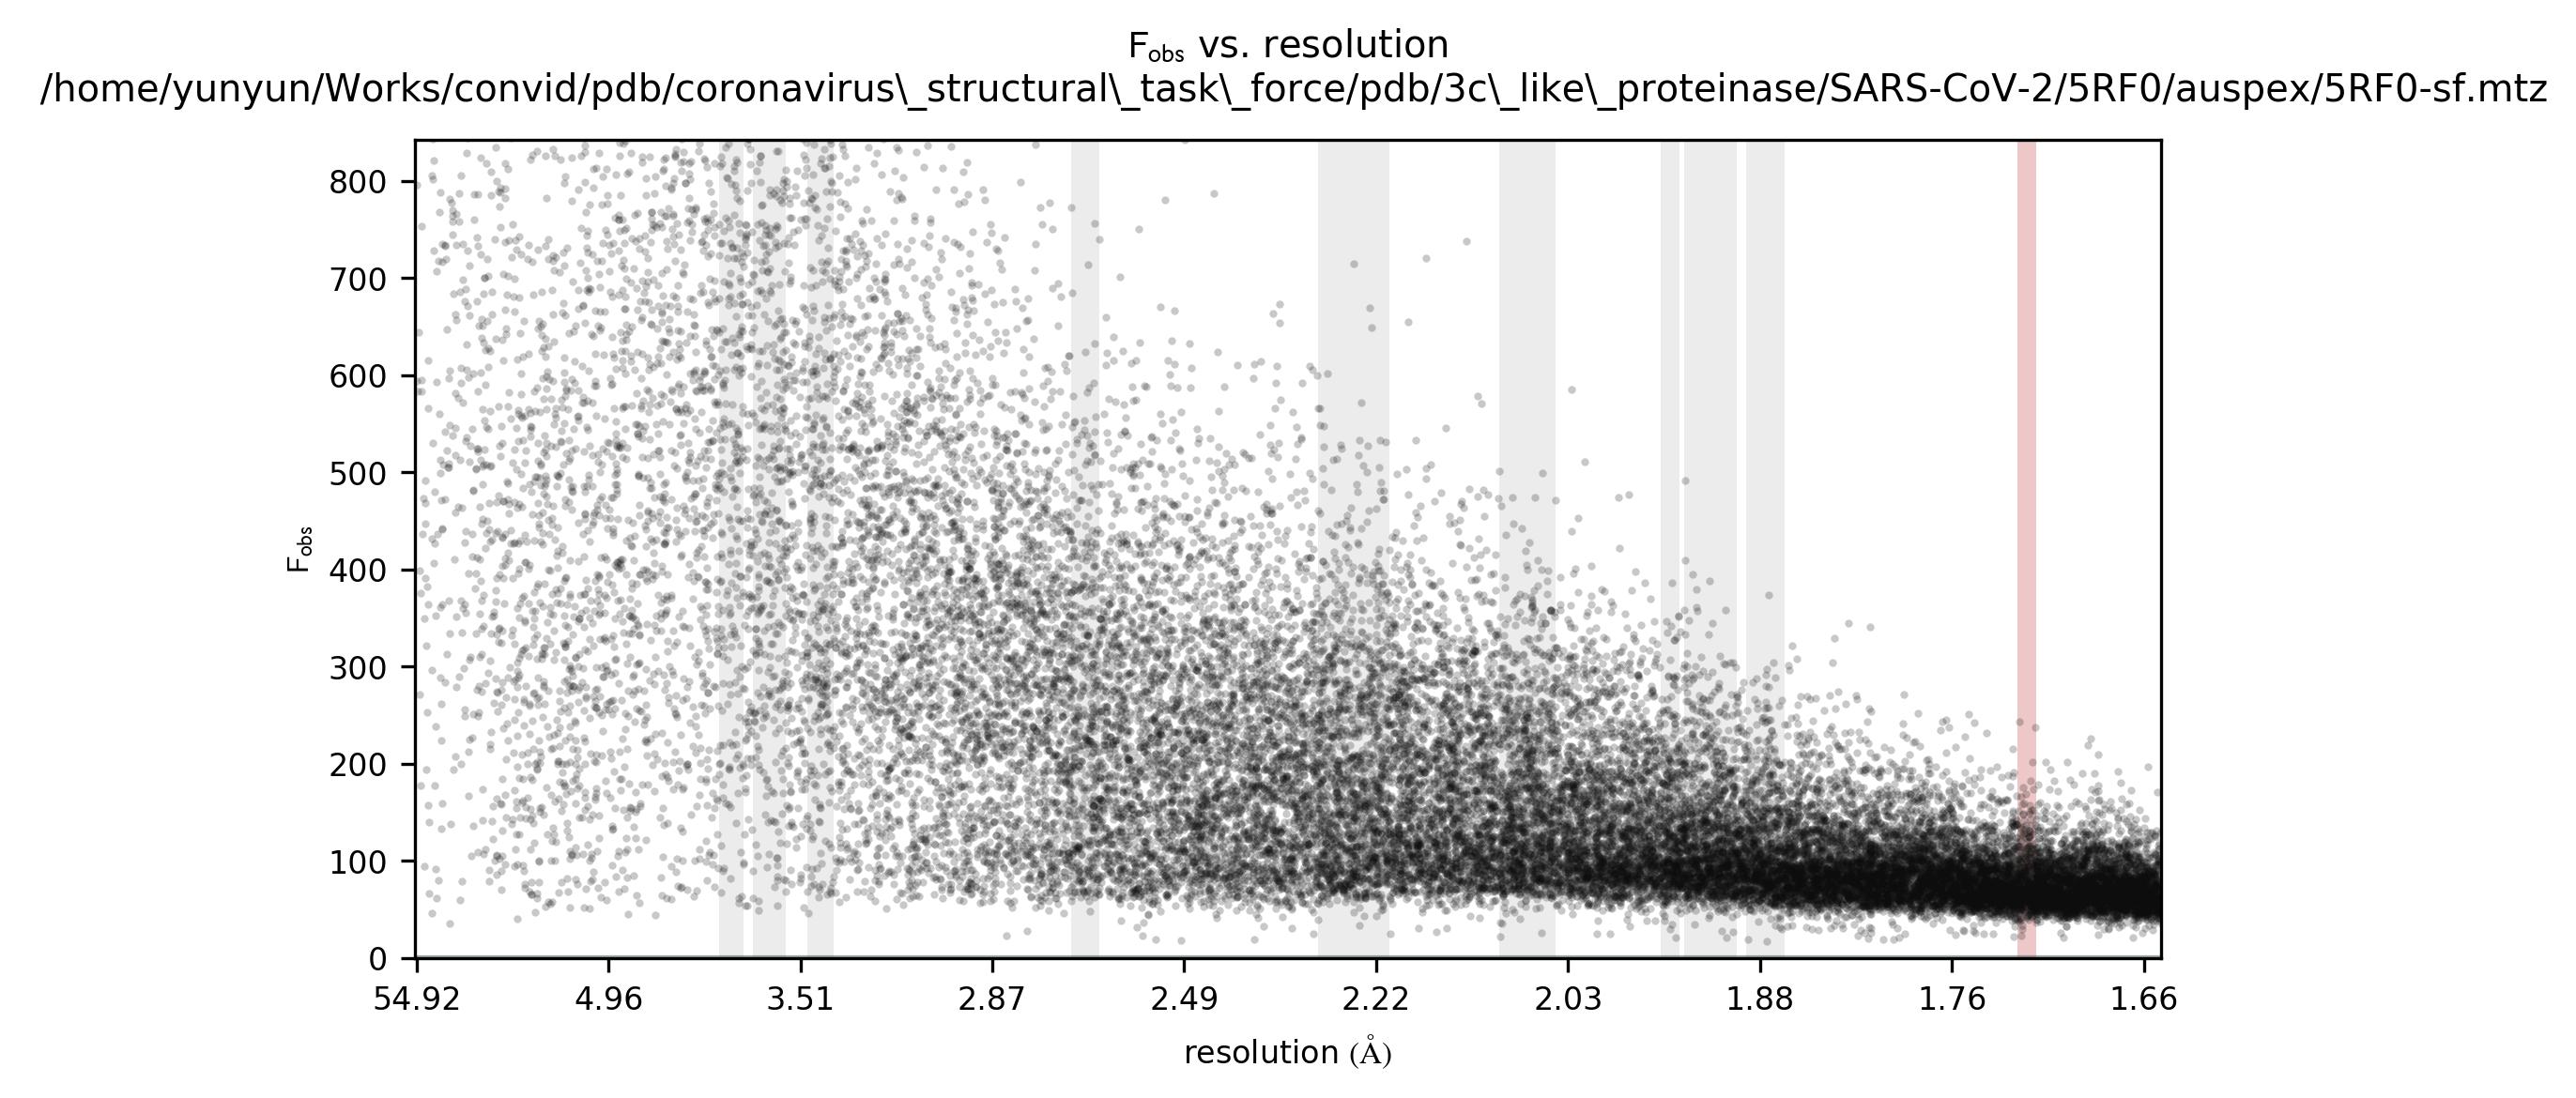 Fobs vs. resolution
/home/yunyun/Works/convid/pdb/coronavirus\_structural\_task\_force/pdb/3c\_like\_proteinase/SARS-CoV-2/5RF0/auspex/5RF0-sf.mtz
800
700
600
500
400
300
200
100
0
Fobs
54.92 4.96 3.51 2.87 2.49 2.22 2.03 1.88 1.76 1.66
resolution (Å)